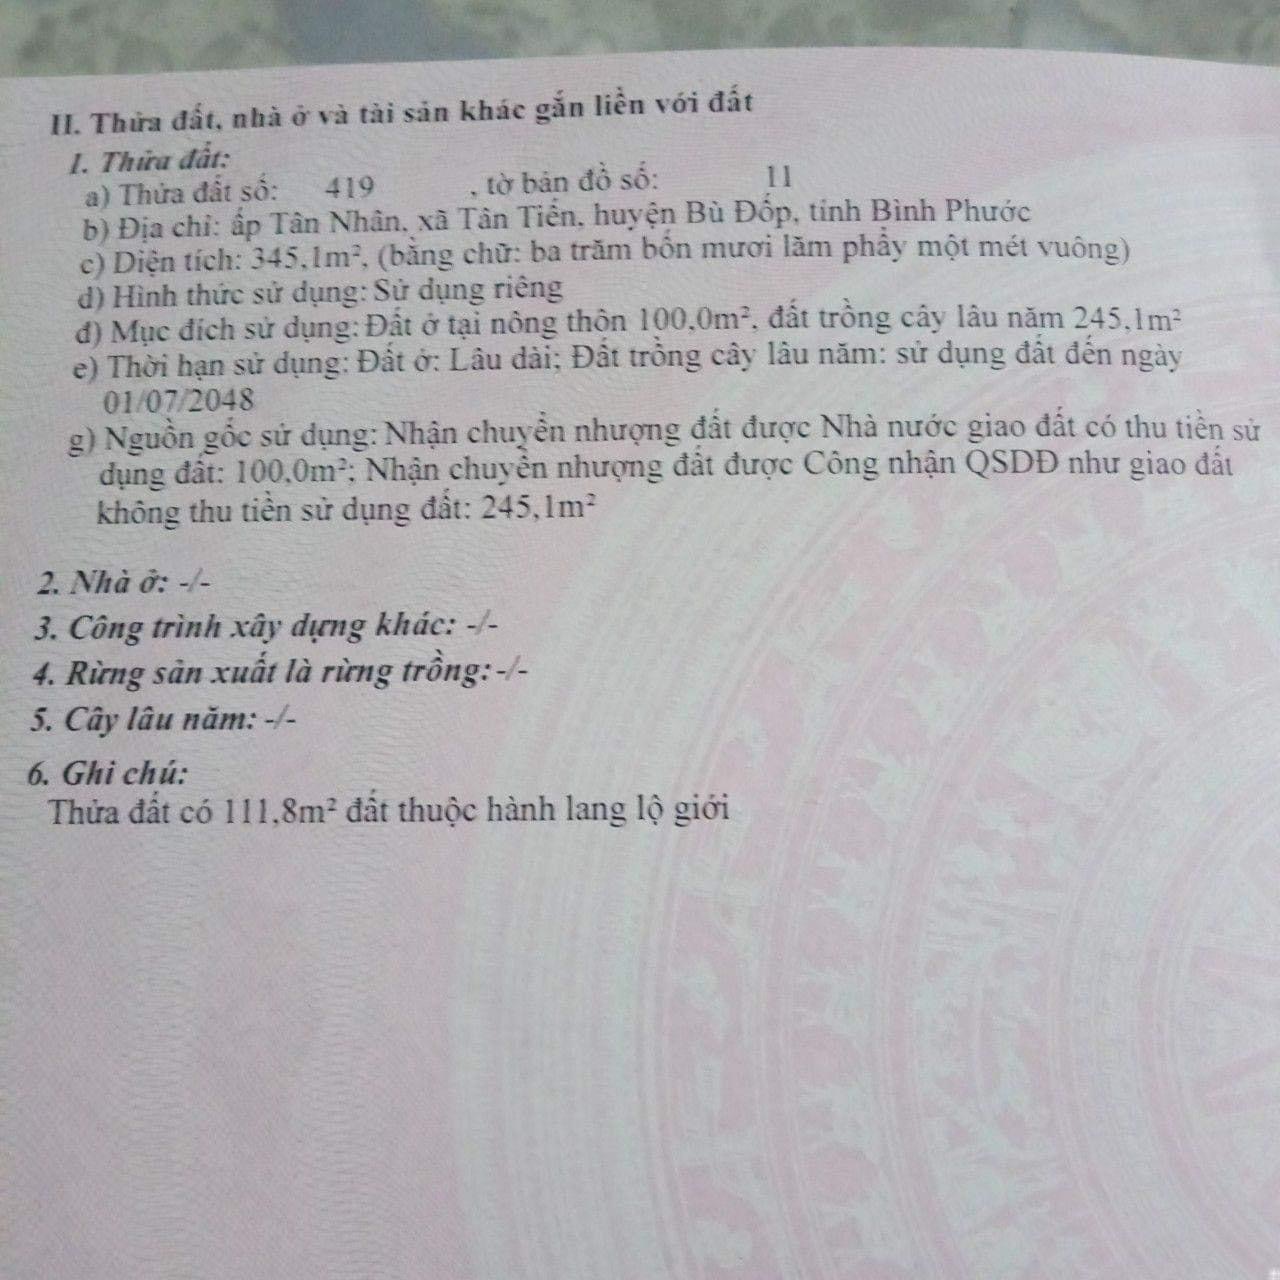 II. Thửa đất, nhà ở và tài sản khác gắn liền với đất
1. Thửa đất:
a) Thửa đất số: 419 , tờ bản đồ số: 11
b) Địa chỉ: ấp Tân Nhân, xã Tân Tiến, huyện Bù Đốp, tỉnh Bình Phước
c) Diện tích: 345,1m², (bằng chữ: ba trăm bốn mươi lăm phẩy một mét vuông)
d) Hình thức sử dụng: Sử dụng riêng
đ) Mục đích sử dụng: Đất ở tại nông thôn 100,0m², đất trồng cây lâu năm 245,1m²
e) Thời hạn sử dụng: Đất ở: Lâu dài; Đất trồng cây lâu năm: sử dụng đất đến ngày
01/07/2048
g) Nguồn gốc sử dụng: Nhận chuyển nhượng đất được Nhà nước giao đất có thu tiền sử
dụng đất: 100,0m²; Nhận chuyển nhượng đất được Công nhận QSDĐ như giao đất
không thu tiền sử dụng đất: 245,1m²
2. Nhà ở: -/-
3. Công trình xây dựng khác: -/-
4. Rừng sản xuất là rừng trồng: -/-
5. Cây lâu năm: -/-
6. Ghi chú:
Thửa đất có 111,8m² đất thuộc hành lang lộ giới